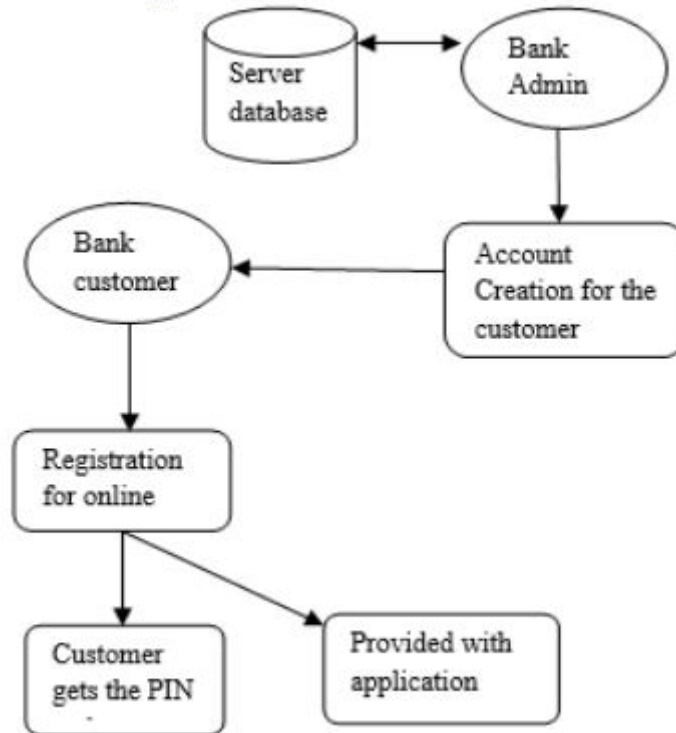 Server
database
Bank
Admin
Account
Creation for the
customer
Bank
customer
Registration
for online
Customer
gets the PIN
Provided with
application